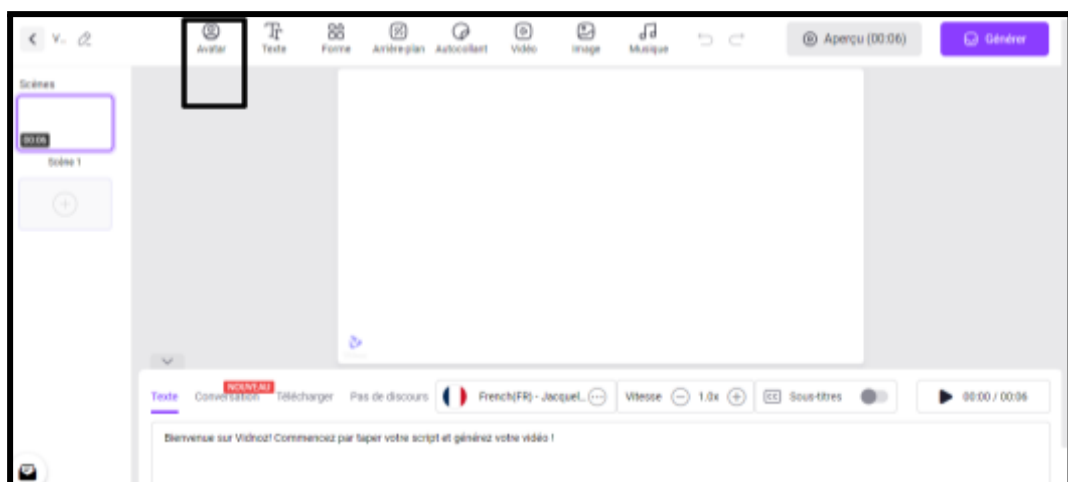 V..
Avatar
Texte
Forme
Arrière-plan
Autocollant
Vidéo
Image
Musique
Aperçu (00:06)
Générer
Scènes
00:06
Scène 1
NOUVEAU
Texte
Conversation
Télécharger
Pas de discours
French(FR) - Jacquel...
Vitesse
1.0x
CC
Sous-titres
00:00 / 00:06
Bienvenue sur Vidnoz! Commencez par taper votre script et générez votre vidéo !